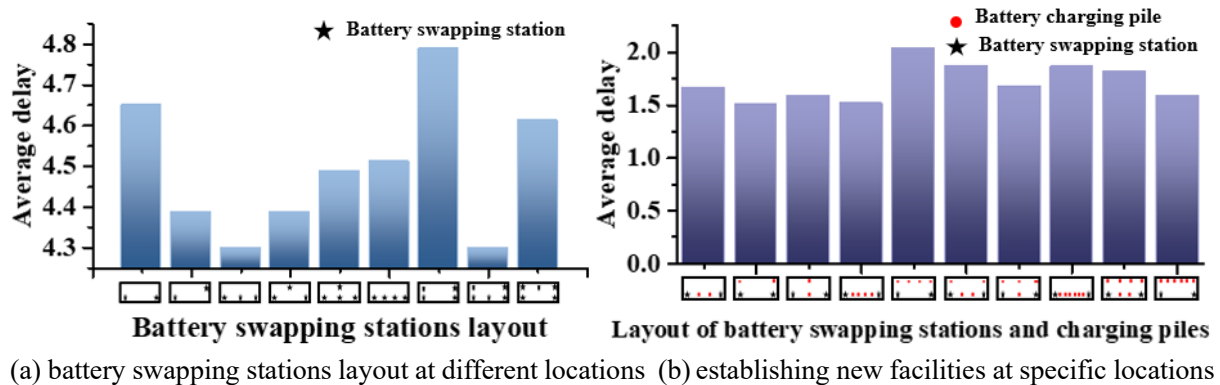 ★ Battery swapping station
Average delay
4.8
4.7
4.6
4.4
4.3
Battery swapping stations layout
(a) battery swapping stations layout at different locations
Battery charging pile
★ Battery swapping station
Average delay
2.0
1.5
1.0
0.5
0.0
Layout of battery swapping stations and charging piles
(b) establishing new facilities at specific locations